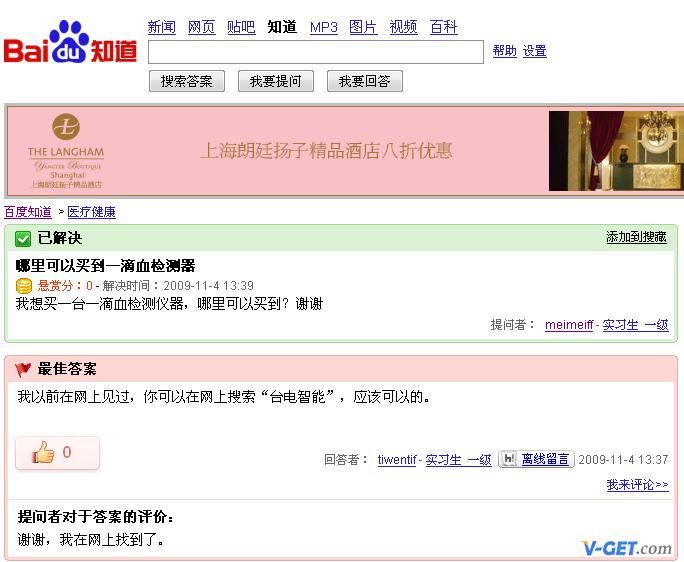 Bai du 知道
新闻 网页 贴吧 知道 MP3 图片 视频 百科
帮助 设置
搜索答案 我要提问 我要回答
THE LANGHAM
YANGTZE BOUTIQUE
Shanghai
上海朗廷扬子精品酒店
上海朗廷扬子精品酒店八折优惠
百度知道 > 医疗健康
已解决 添加到搜藏
哪里可以买到一滴血检测器
悬赏分：0 - 解决时间：2009-11-4 13:39
我想买一台一滴血检测仪器，哪里可以买到？谢谢
提问者： meimeiff - 实习生 一级
最佳答案
我以前在网上见过，你可以在网上搜索“台电智能”，应该可以的。
0
回答者： tiwentif - 实习生 一级 h! 离线留言 2009-11-4 13:37
我来评论>>
提问者对于答案的评价：
谢谢，我在网上找到了。
V-GET.com